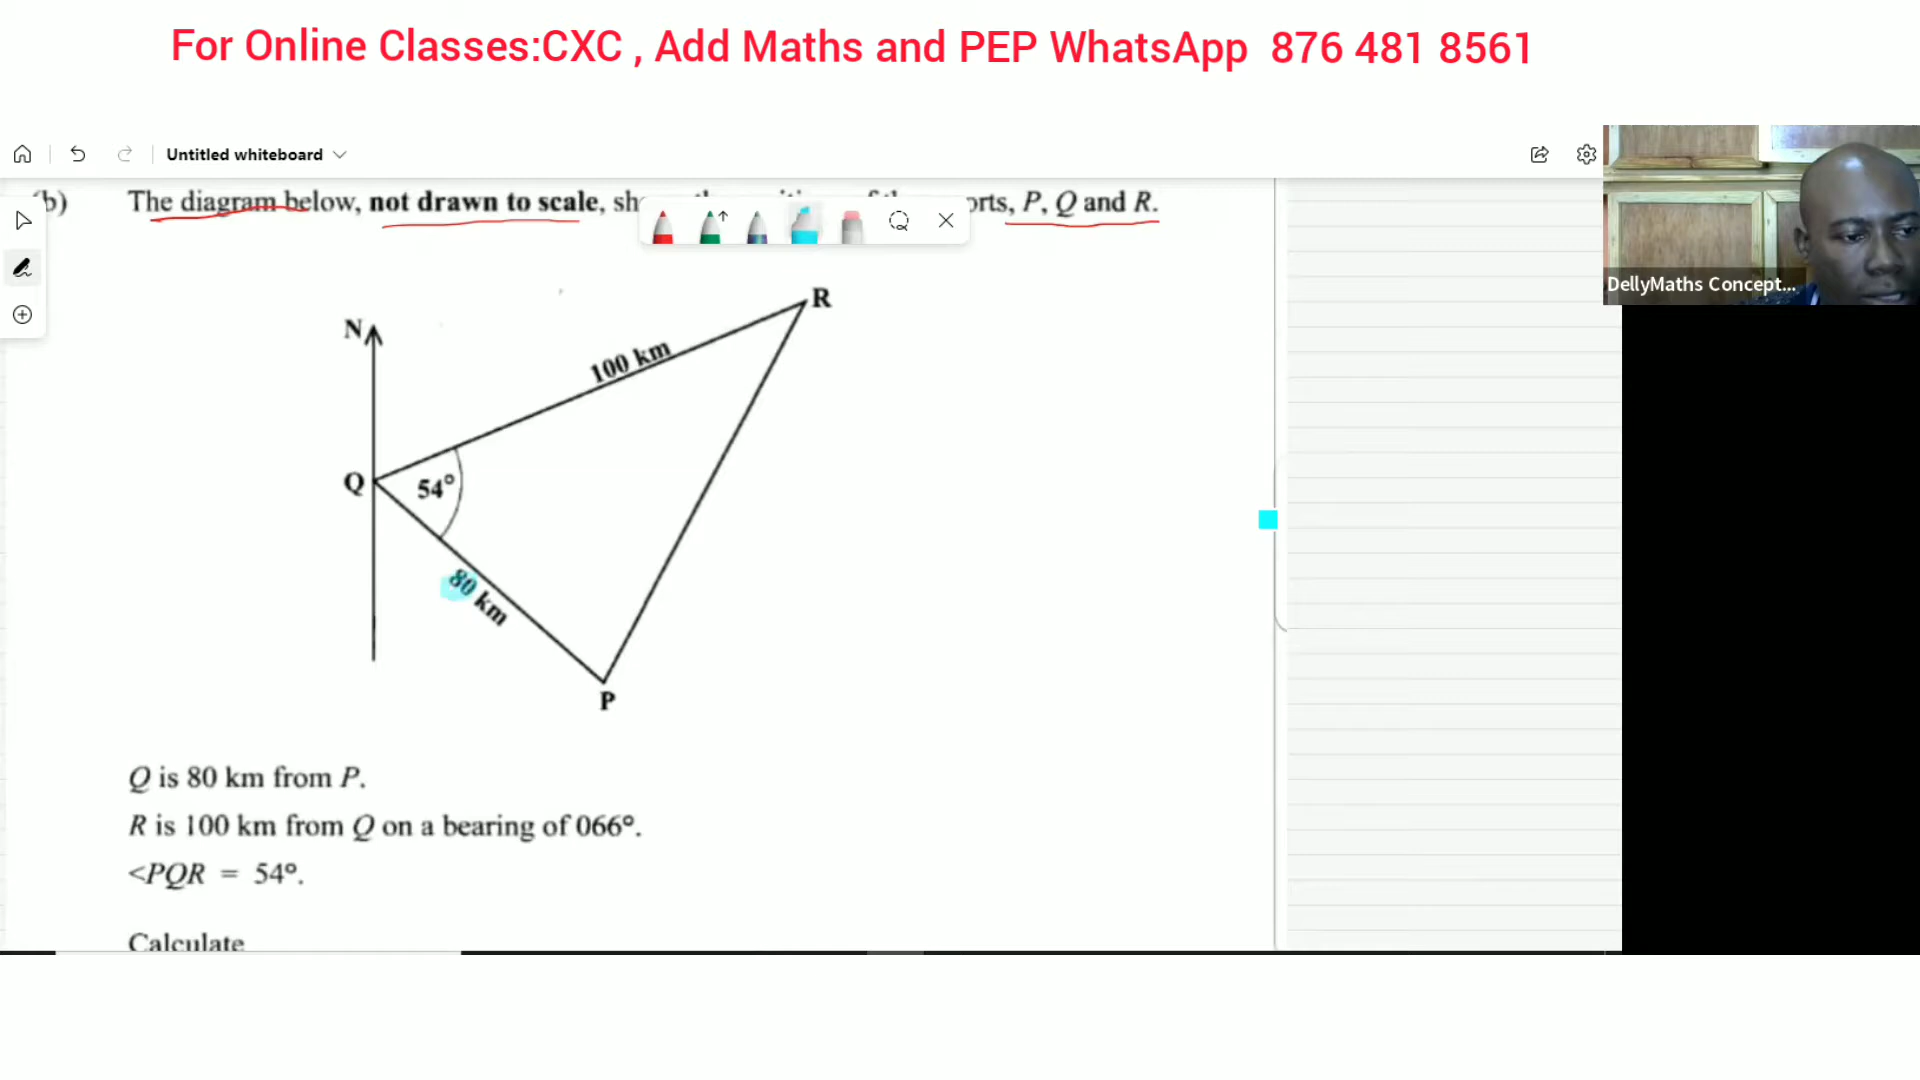 For Online Classes:CXC , Add Maths and PEP WhatsApp 876 481 8561
Untitled whiteboard
(b) The diagram below, not drawn to scale, P, Q and R.
DellyMaths Concept...
R
N
100 km
Q
54°
80 km
P
Q is 80 km from P.
R is 100 km from Q on a bearing of 066°.
<PQR = 54°.
Calculate